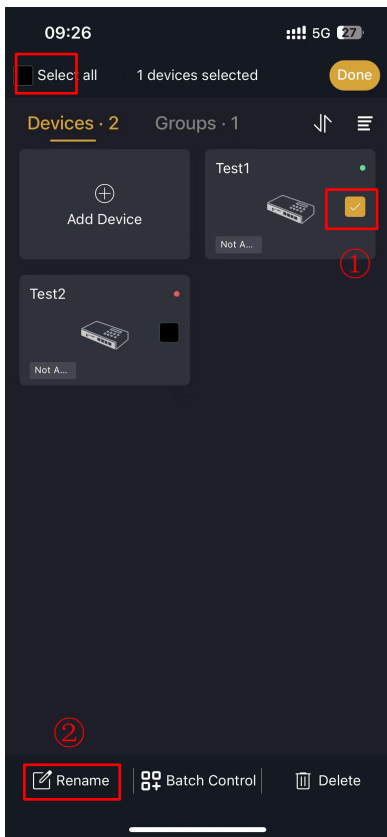 09:26 5G 27
Select all 1 devices selected Done
Devices · 2 Groups · 1
Add Device
Test1
Not A...
①
Test2
Not A...
②
Rename Batch Control Delete